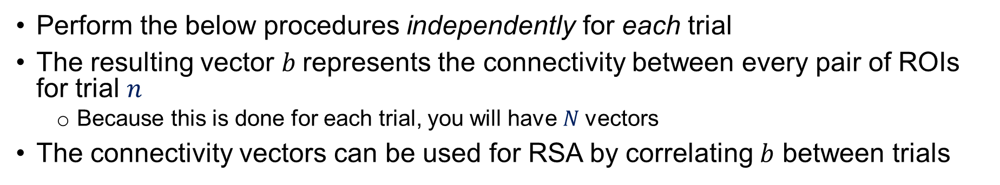 • Perform the below procedures independently for each trial
• The resulting vector b represents the connectivity between every pair of ROIs
for trial n
○ Because this is done for each trial, you will have N vectors
• The connectivity vectors can be used for RSA by correlating b between trials